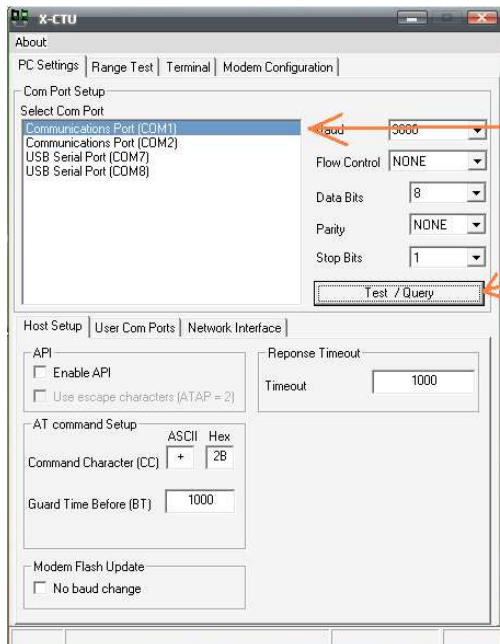 X-CTU
About
PC Settings
Range Test
Terminal
Modem Configuration
Com Port Setup
Select Com Port
Communications Port (COM1)
Communications Port (COM2)
USB Serial Port (COM7)
USB Serial Port (COM8)
Baud
Flow Control NONE
Data Bits 8
Parity NONE
Stop Bits 1
Test / Query
Host Setup
User Com Ports
Network Interface
API
Enable API
Use escape characters (ATAP = 2)
Reponse Timeout
Timeout 1000
AT command Setup
ASCII Hex
Command Character (CC) + 2B
Guard Time Before (BT) 1000
Modem Flash Update
No baud change